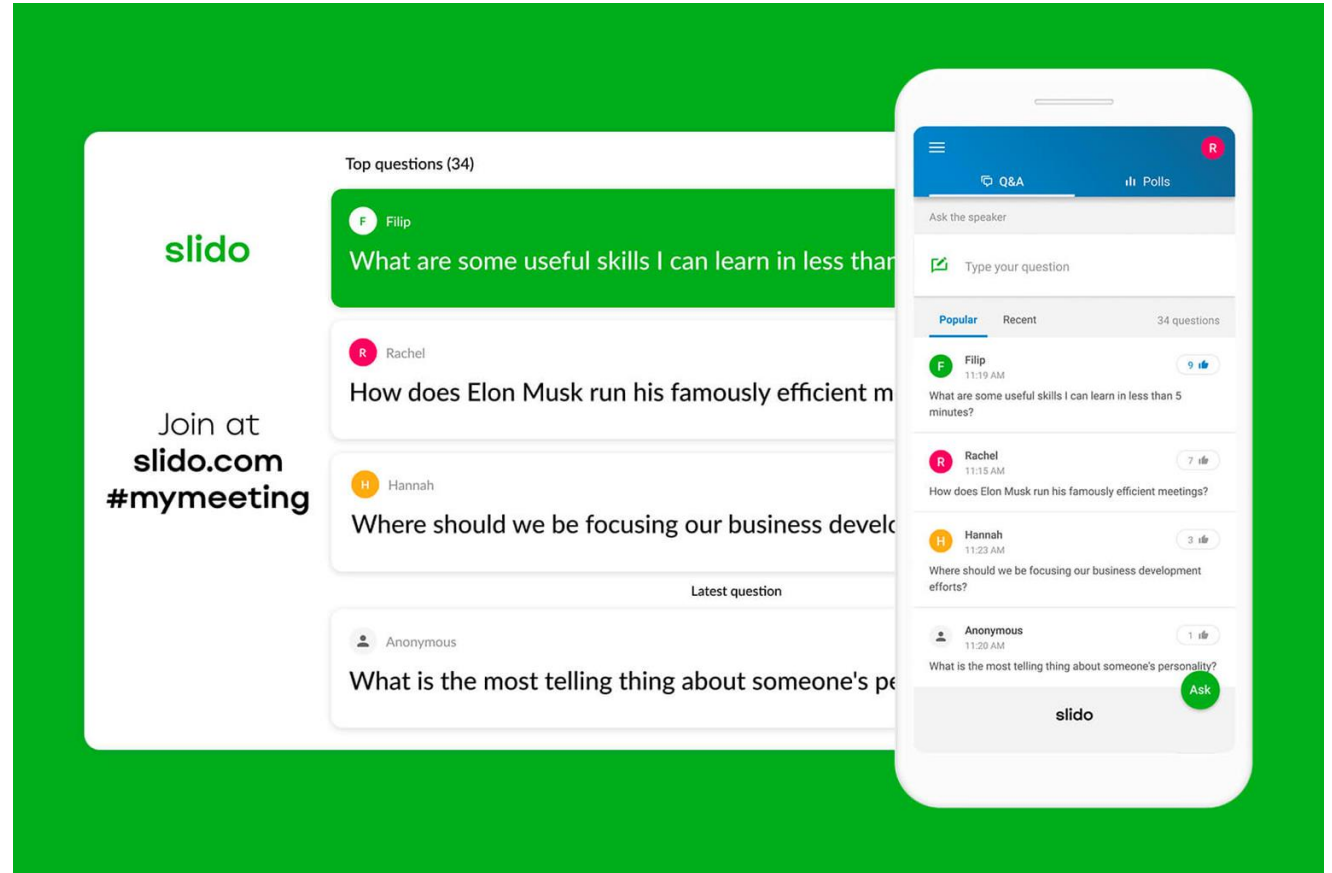 slido
Join at
slido.com
#mymeeting
Top questions (34)
F Filip
What are some useful skills I can learn in less than
R Rachel
How does Elon Musk run his famously efficient m
H Hannah
Where should we be focusing our business develo
Latest question
Anonymous
What is the most telling thing about someone's pe
R
Q&A Polls
Ask the speaker
Type your question
Popular Recent 34 questions
F Filip 9
11:19 AM
What are some useful skills I can learn in less than 5
minutes?
R Rachel 7
11:15 AM
How does Elon Musk run his famously efficient meetings?
H Hannah 3
11:23 AM
Where should we be focusing our business development
efforts?
Anonymous 1
11:20 AM
What is the most telling thing about someone's personality?
Ask
slido